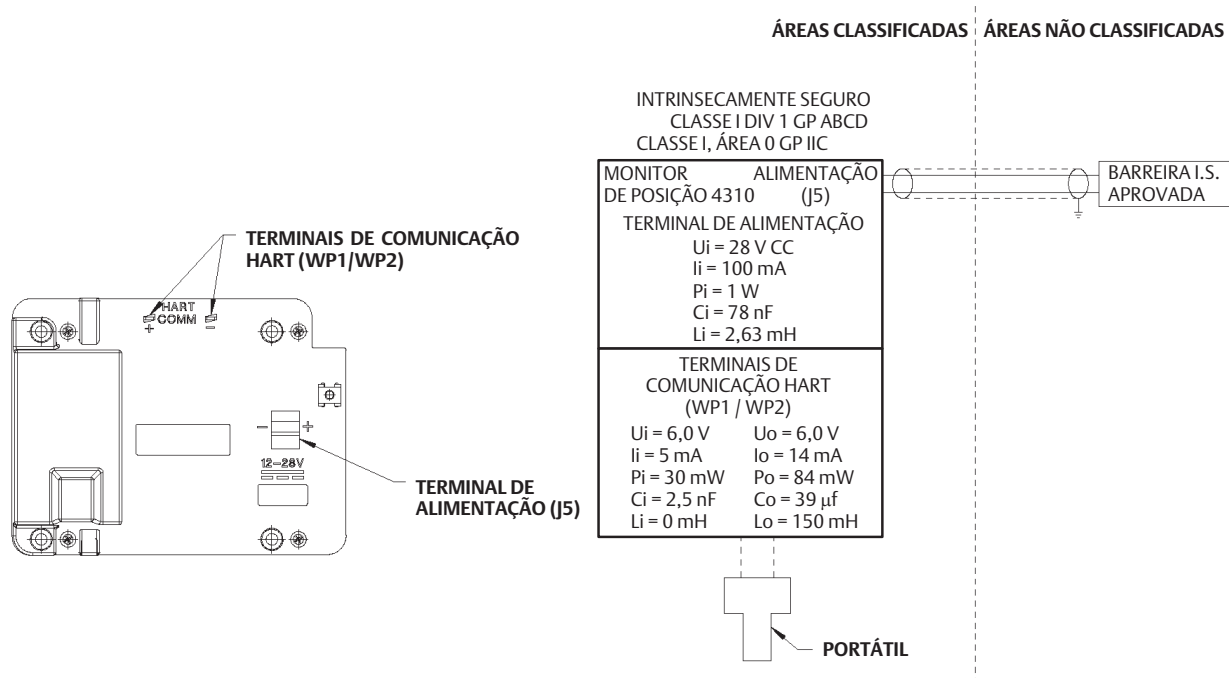 ÁREAS CLASSIFICADAS
ÁREAS NÃO CLASSIFICADAS
INTRINSECAMENTE SEGURO
CLASSE I DIV 1 GP ABCD
CLASSE I, ÁREA 0 GP IIC
MONITOR
DE POSIÇÃO 4310
ALIMENTAÇÃO
(J5)
TERMINAL DE ALIMENTAÇÃO
Ui = 28 V CC
Ii = 100 mA
Pi = 1 W
Ci = 78 nF
Li = 2,63 mH
BARREIRA I.S.
APROVADA
TERMINAIS DE
COMUNICAÇÃO HART
(WP1 / WP2)
Ui = 6,0 V
Ii = 5 mA
Pi = 30 mW
Ci = 2,5 nF
Li = 0 mH
Uo = 6,0 V
Io = 14 mA
Po = 84 mW
Co = 39 μf
Lo = 150 mH
PORTÁTIL
TERMINAIS DE COMUNICAÇÃO
HART (WP1/WP2)
HART
COMM
+ −
− +
12−28V
TERMINAL DE
ALIMENTAÇÃO (J5)